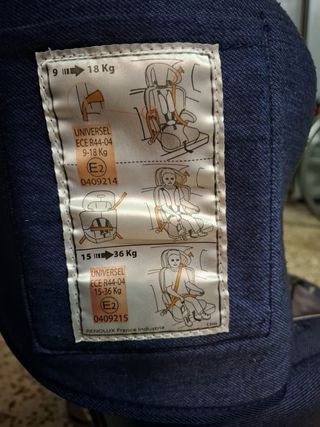 9 18 Kg
UNIVERSEL
ECE R44-04
9-18 Kg
E2
0409214
15 36 Kg
UNIVERSEL
ECE R44-04
15-36 Kg
E2
0409215
RENOLUX France Industrie